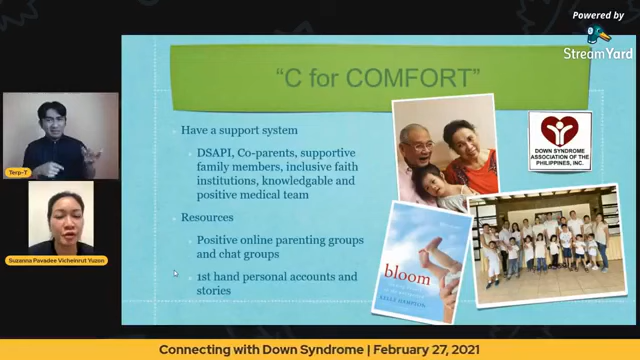 Powered by
StreamYard
"C for COMFORT"
Have a support system
DSAPI, Co-parents, supportive
family members, inclusive faith
institutions, knowledgable and
positive medical team
Resources
Positive online parenting groups
and chat groups
1st hand personal accounts and
stories
DOWN SYNDROME
ASSOCIATION OF THE
PHILIPPINES, INC.
bloom
KELLE HAMPTON
Terp-T
Suzanna Pavadee Vicheinrut Yuzon
Connecting with Down Syndrome | February 27, 2021